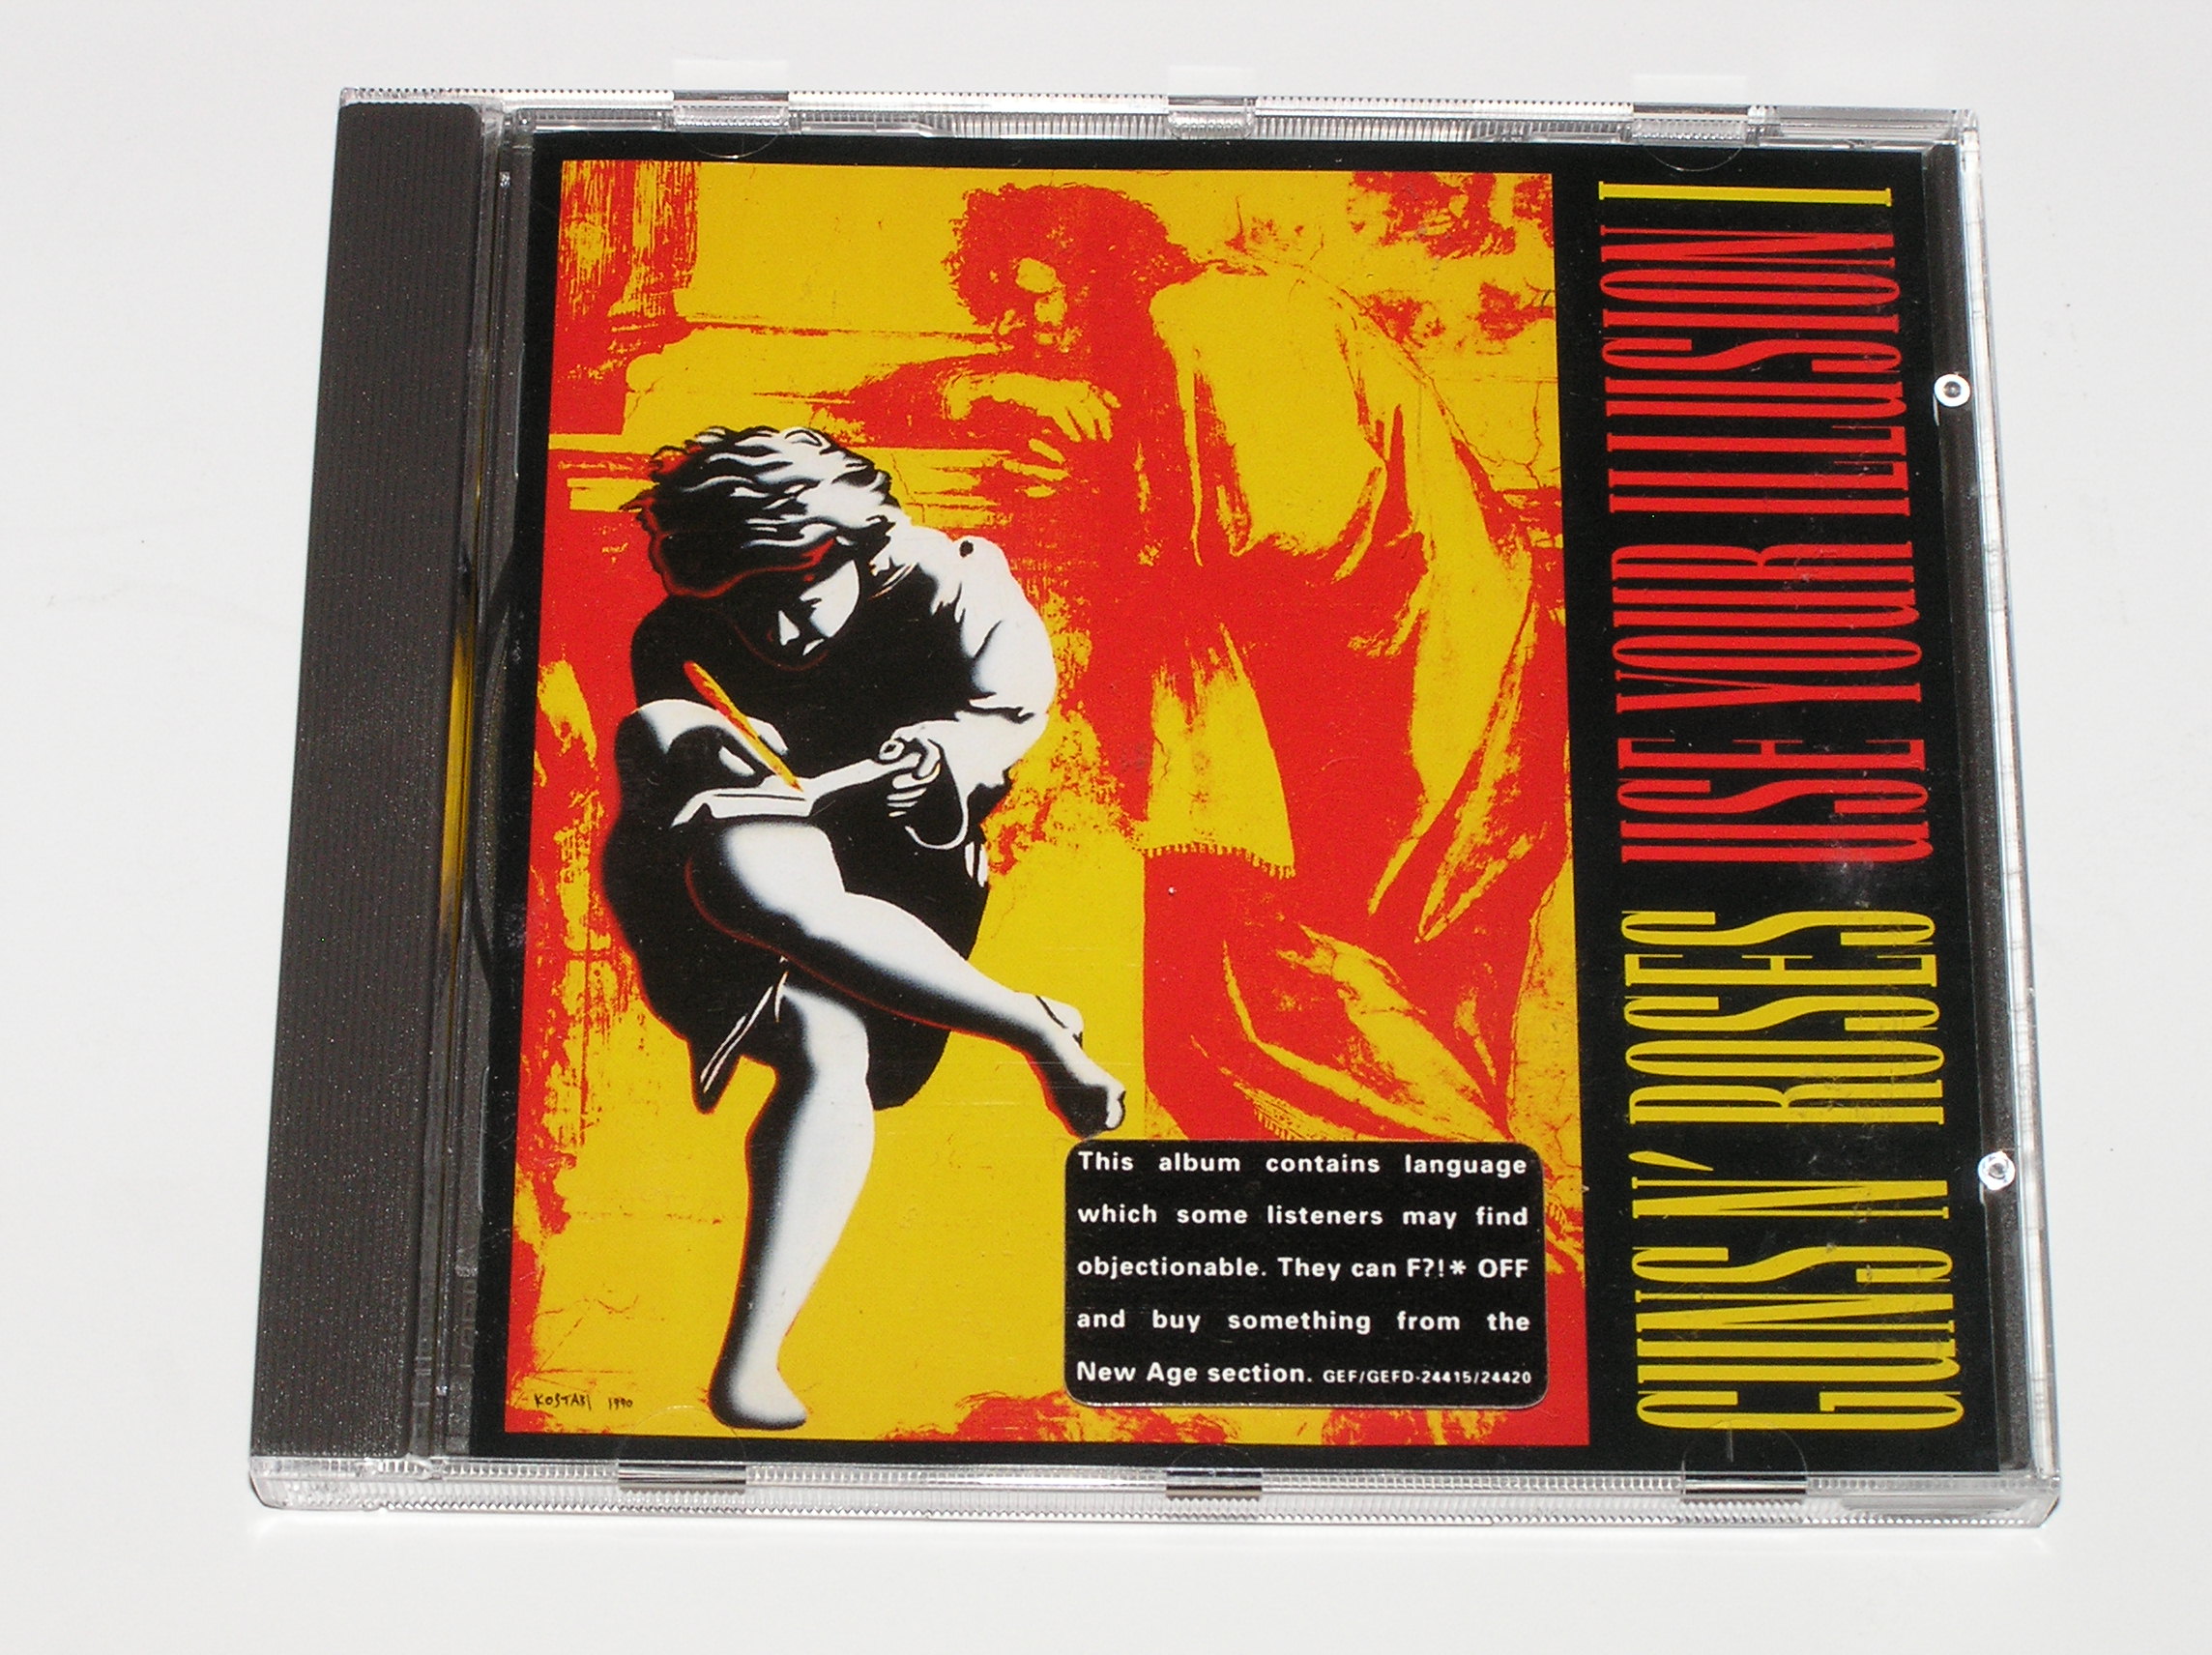 GUNS N' ROSES USE YOUR ILLUSION I
This album contains language
which some listeners may find
objectionable. They can F?!* OFF
and buy something from the
New Age section. GEF/GEFD-24415/24420
KOSTABI 1990